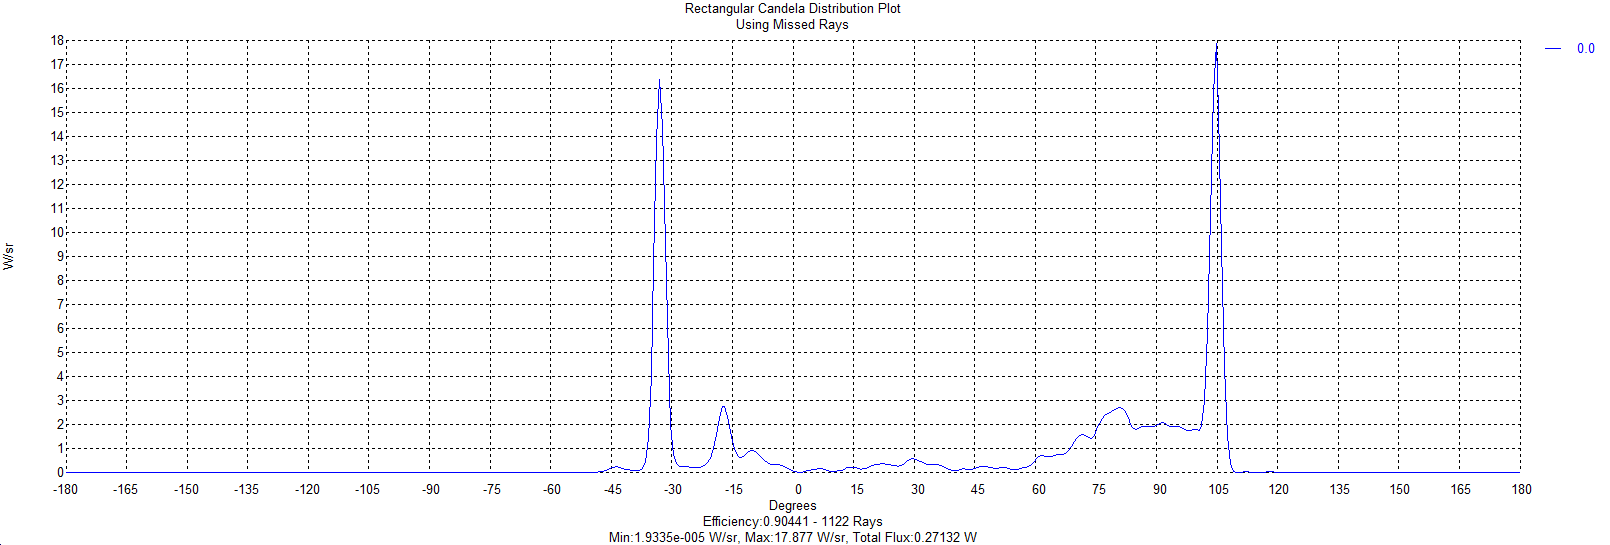 Rectangular Candela Distribution Plot
Using Missed Rays
0.0
18
17
16
15
14
13
12
11
10
9
8
7
6
5
4
3
2
1
0
W/sr
-180 -165 -150 -135 -120 -105 -90 -75 -60 -45 -30 -15 0 15 30 45 60 75 90 105 120 135 150 165 180
Degrees
Efficiency:0.90441 - 1122 Rays
Min:1.9335e-005 W/sr, Max:17.877 W/sr, Total Flux:0.27132 W